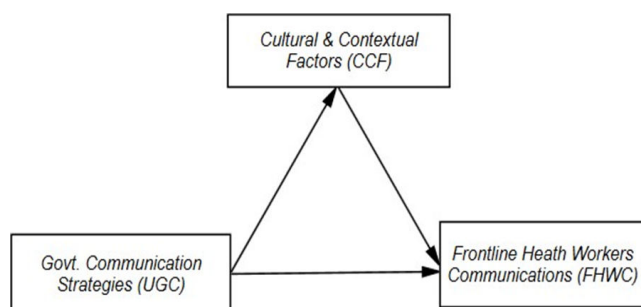 Cultural & Contextual
Factors (CCF)
Govt. Communication
Strategies (UGC)
Frontline Heath Workers
Communications (FHWC)